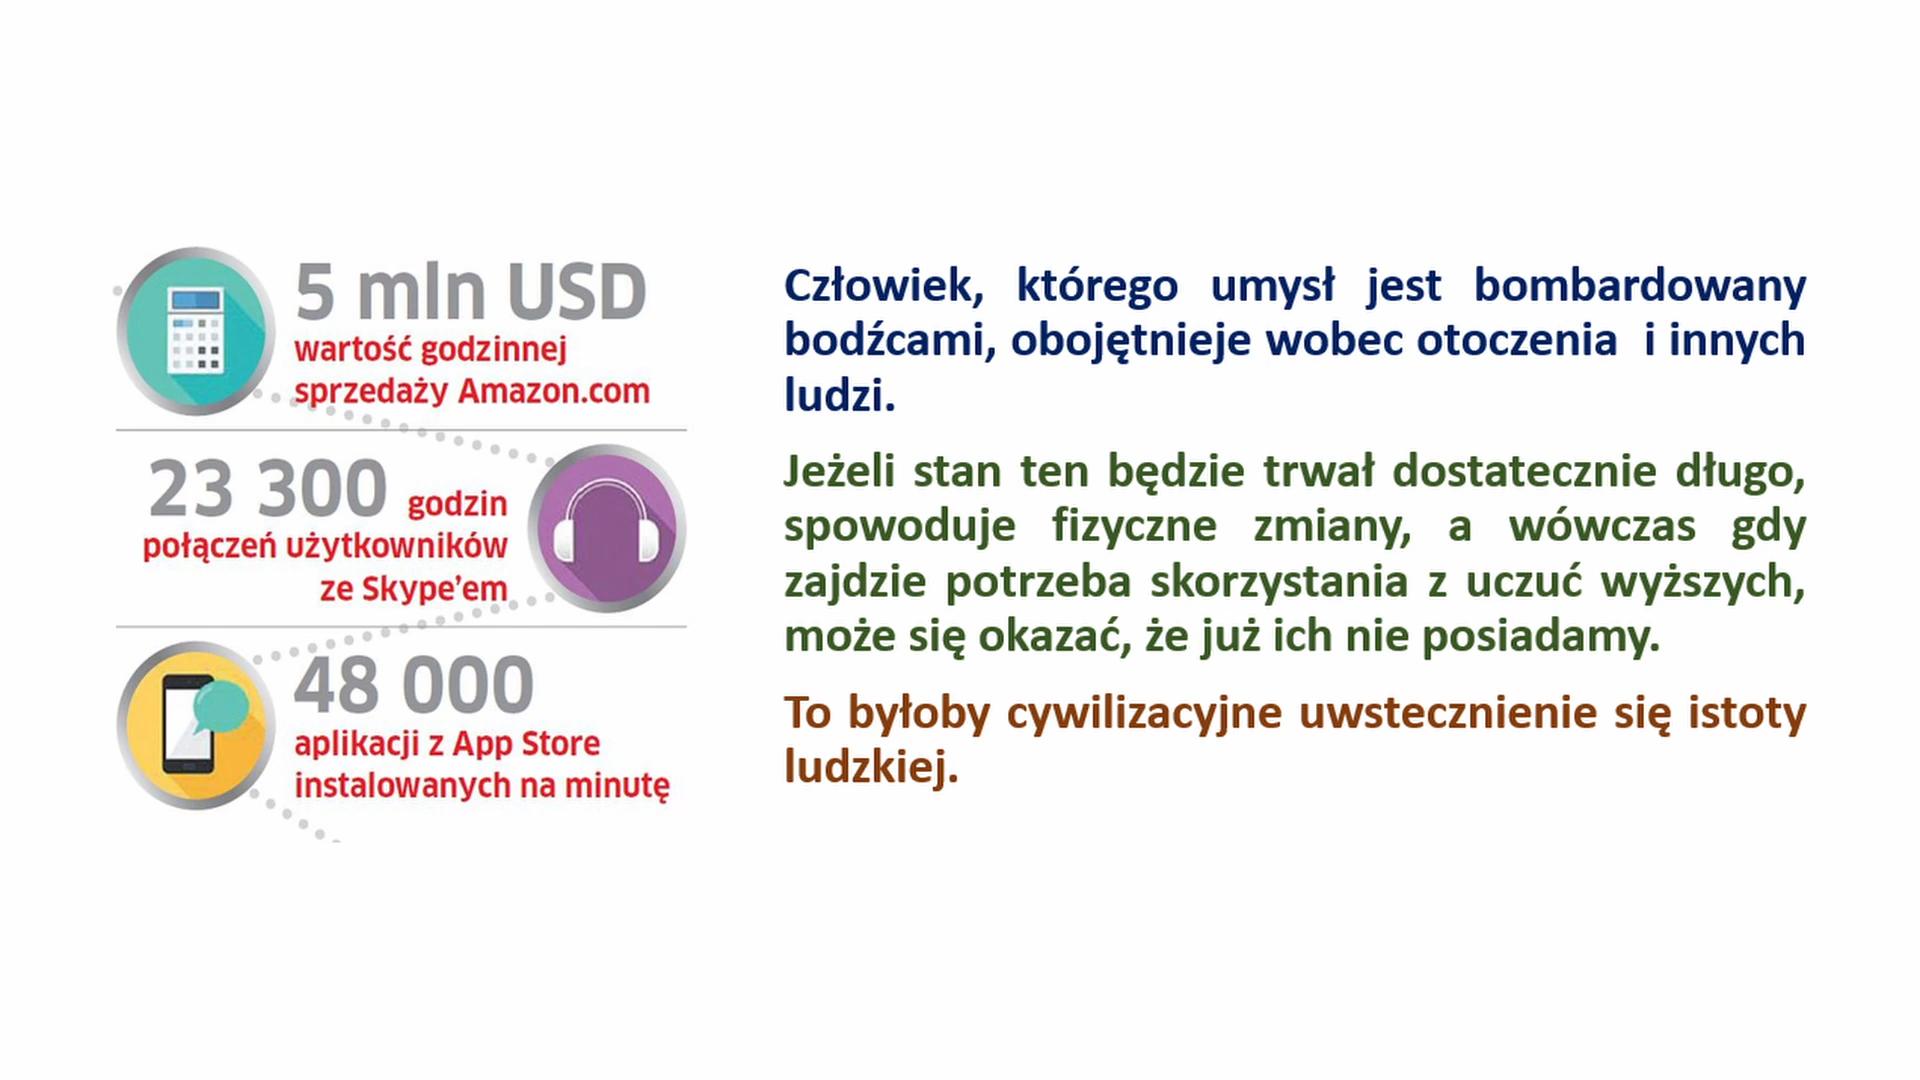 5 mln USD
wartość godzinnej
sprzedaży Amazon.com
23 300 godzin
połączeń użytkowników
ze Skype’em
48 000
aplikacji z App Store
instalowanych na minutę
Człowiek, którego umysł jest bombardowany
bodźcami, obojętnieje wobec otoczenia i innych
ludzi.
Jeżeli stan ten będzie trwał dostatecznie długo,
spowoduje fizyczne zmiany, a wówczas gdy
zajdzie potrzeba skorzystania z uczuć wyższych,
może się okazać, że już ich nie posiadamy.
To byłoby cywilizacyjne uwstecznienie się istoty
ludzkiej.